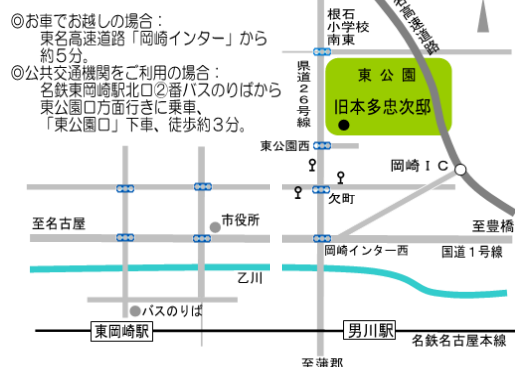 ◎お車でお越しの場合：
東名高速道路「岡崎インター」から
約５分。
◎公共交通機関をご利用の場合：
名鉄東岡崎駅北口②番バスのりばから
東公園口方面行きに乗車、
「東公園口」下車、徒歩約３分。
根石
小学校
南東
名高速道路
県道２６号線
東公園
旧本多忠次邸
東公園西
岡崎ＩＣ
欠町
至名古屋
市役所
至豊橋
岡崎インター西
国道１号線
乙川
バスのりば
東岡崎駅
男川駅
名鉄名古屋本線
至蒲郡